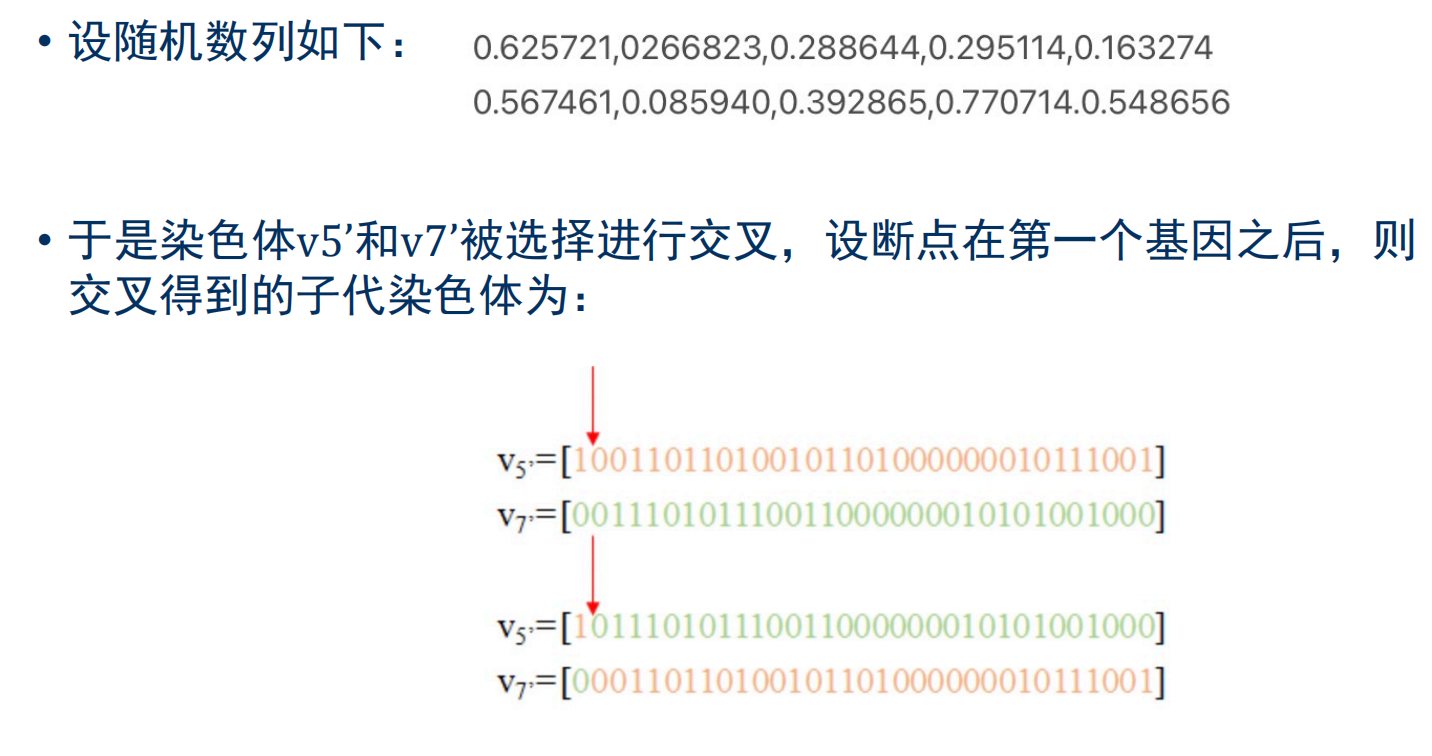 • 设随机数列如下： 0.625721,0266823,0.288644,0.295114,0.163274
0.567461,0.085940,0.392865,0.770714.0.548656
• 于是染色体v5’和v7’被选择进行交叉，设断点在第一个基因之后，则
交叉得到的子代染色体为：
v5’=[100110110100101101000000010111001]
v7’=[001110101110011000000010101001000]
v5’=[101110101110011000000010101001000]
v7’=[000110110100101101000000010111001]